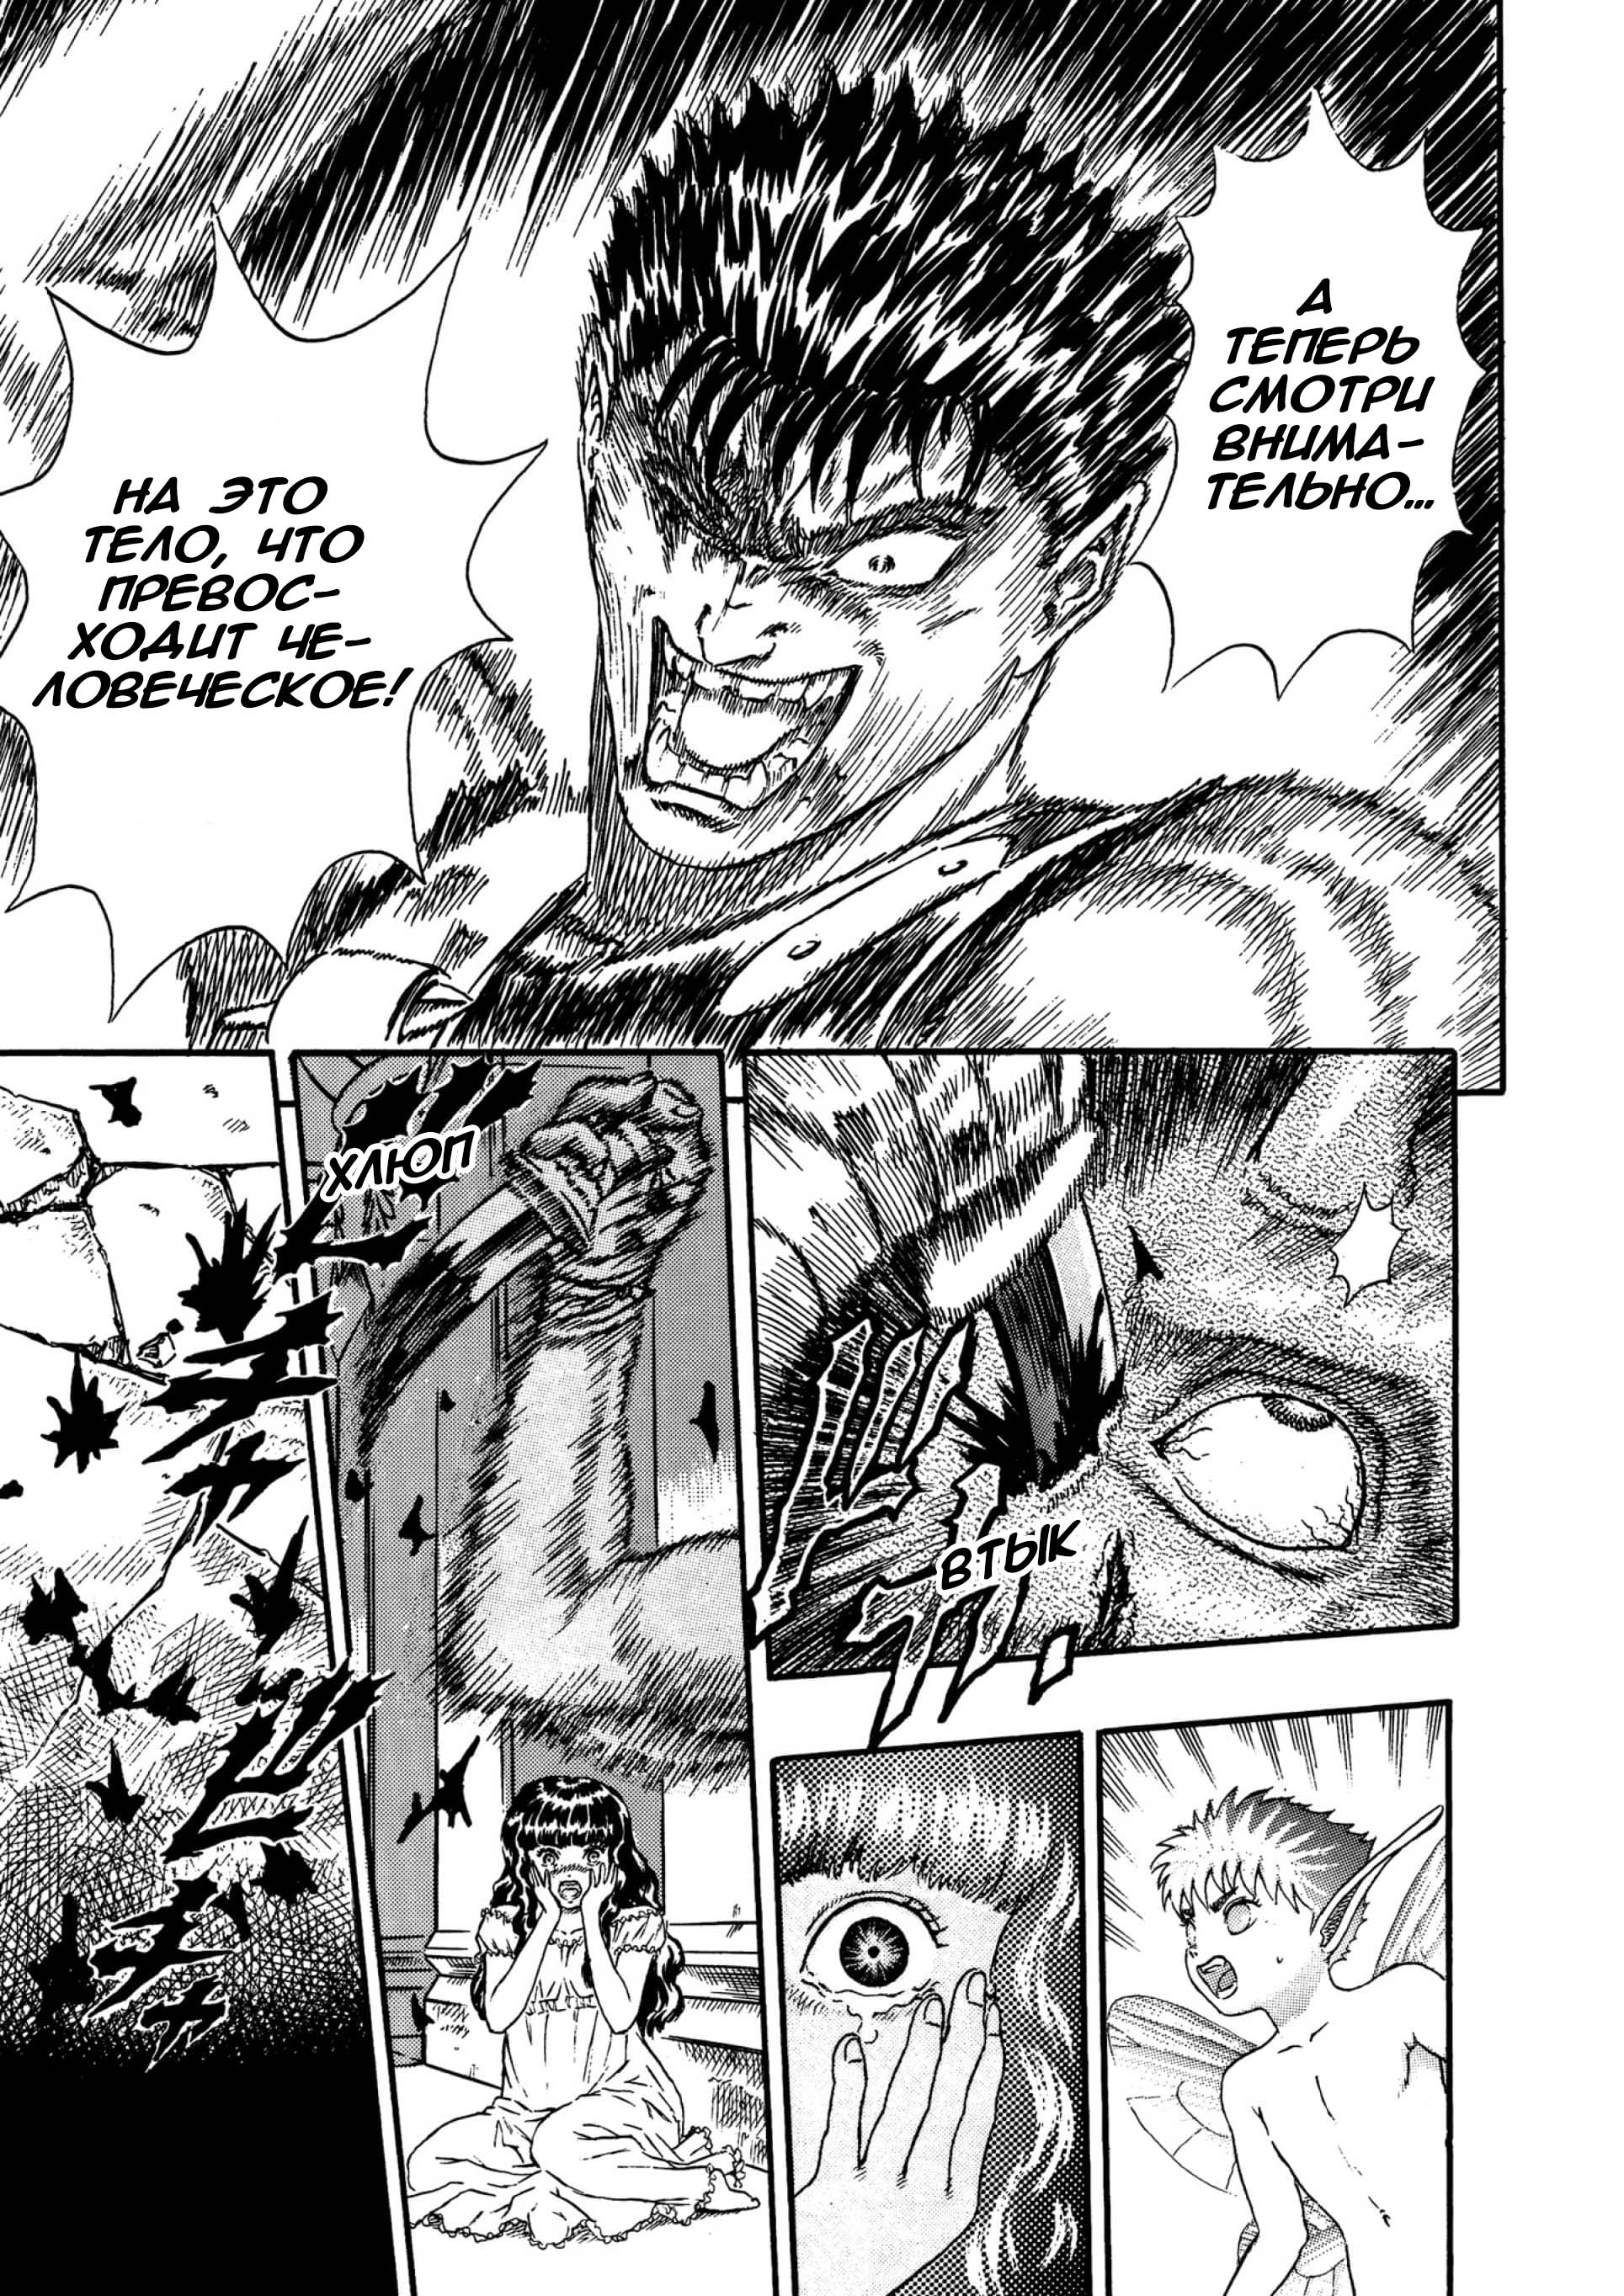 А
ТЕПЕРЬ
СМОТРИ
ВНИМА-
ТЕЛЬНО...
НА ЭТО
ТЕЛО, ЧТО
ПРЕВОС-
ХОДИТ ЧЕ-
ЛОВЕЧЕСКОЕ!
ВТЫК
ХЛЮП